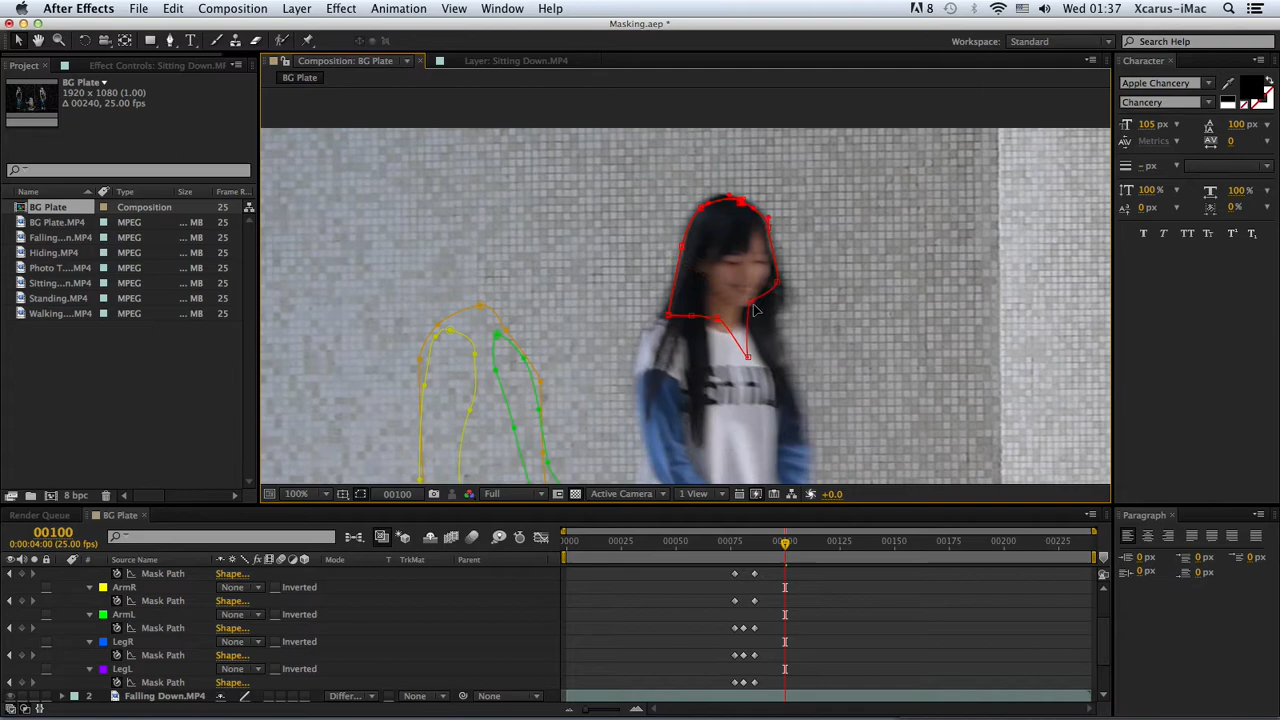 After Effects File Edit Composition Layer Effect Animation View Window Help 8 Wed 01:37 Xcarus-iMac
Masking.aep *
Workspace: Standard Search Help
Project Effect Controls: Sitting Down.MI Composition: BG Plate Layer: Sitting Down.MP4 Character
BG Plate
BG Plate
1920 x 1080 (1.00)
Δ 00240, 25.00 fps
Apple Chancery
Chancery
105 px 100 px
Metrics 0
- px
100% 100%
0 px 0 %
T T TT Tт T¹ T₁
Name Type Size Frame R.
BG Plate Composition 25
BG Plate.MP4 MPEG ... MB 25
Falling...n.MP4 MPEG ... MB 25
Hiding.MP4 MPEG ... MB 25
Photo T....MP4 MPEG ... MB 25
Sitting...n.MP4 MPEG ... MB 25
Standing.MP4 MPEG ... MB 25
Walking....MP4 MPEG ... MB 25
8 bpc 100% 00100 Full Active Camera 1 View +0.0
Render Queue BG Plate Paragraph
00100
0:00:04:00 (25.00 fps)
0000 00025 00050 00075 00100 00125 00150 00175 00200 00225
# Source Name Mode T TrkMat Parent
0 px 0 px 0 px
0 px 0 px
Mask Path Shape...
ArmR None Inverted
Mask Path Shape...
ArmL None Inverted
Mask Path Shape...
LegR None Inverted
Mask Path Shape...
LegL None Inverted
Mask Path Shape...
2 Falling Down.MP4 Differ... None None